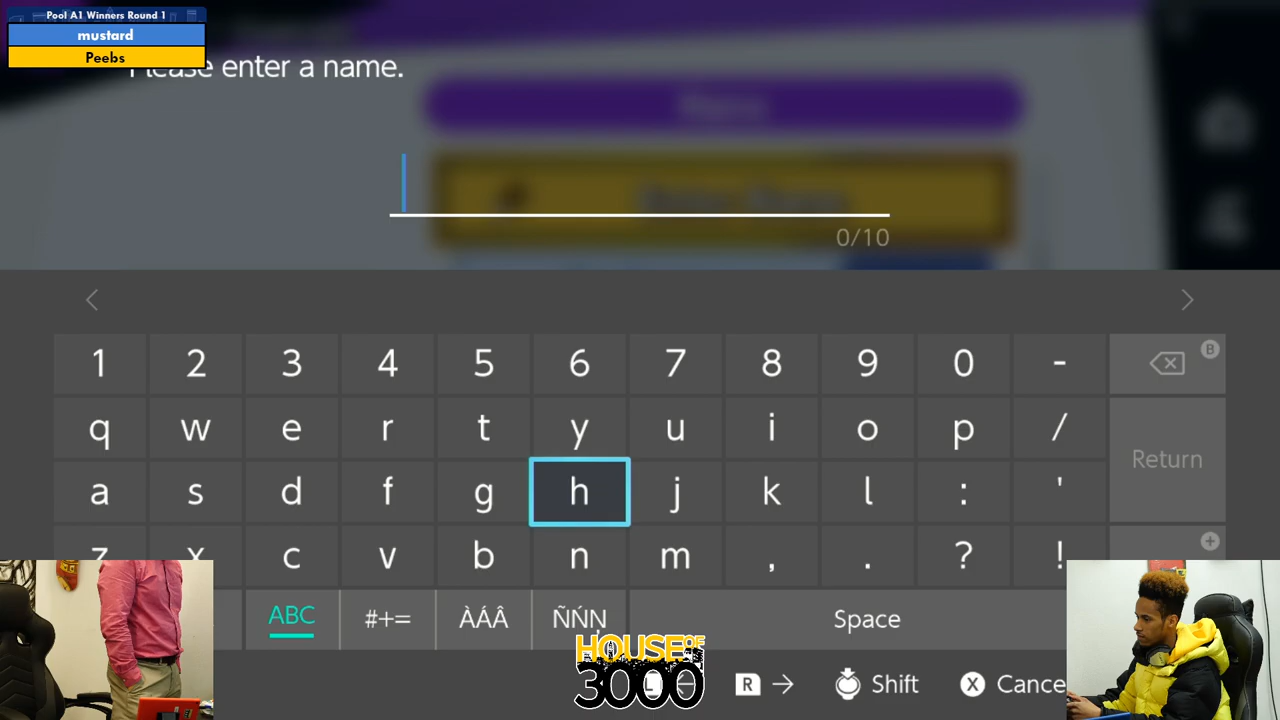 Pool A1 Winners Round 1
mustard
Peebs
Please enter a name.
0/10
1 2 3 4 5 6 7 8 9 0 -
B
q w e r t y u i o p /
Return
a s d f g h j k l : '
z x c v b n m , . ? !
+
ABC #+= ÀÁÂ ÑŃŅ Space
HOUSE OF
3000
L R → Shift X Cance